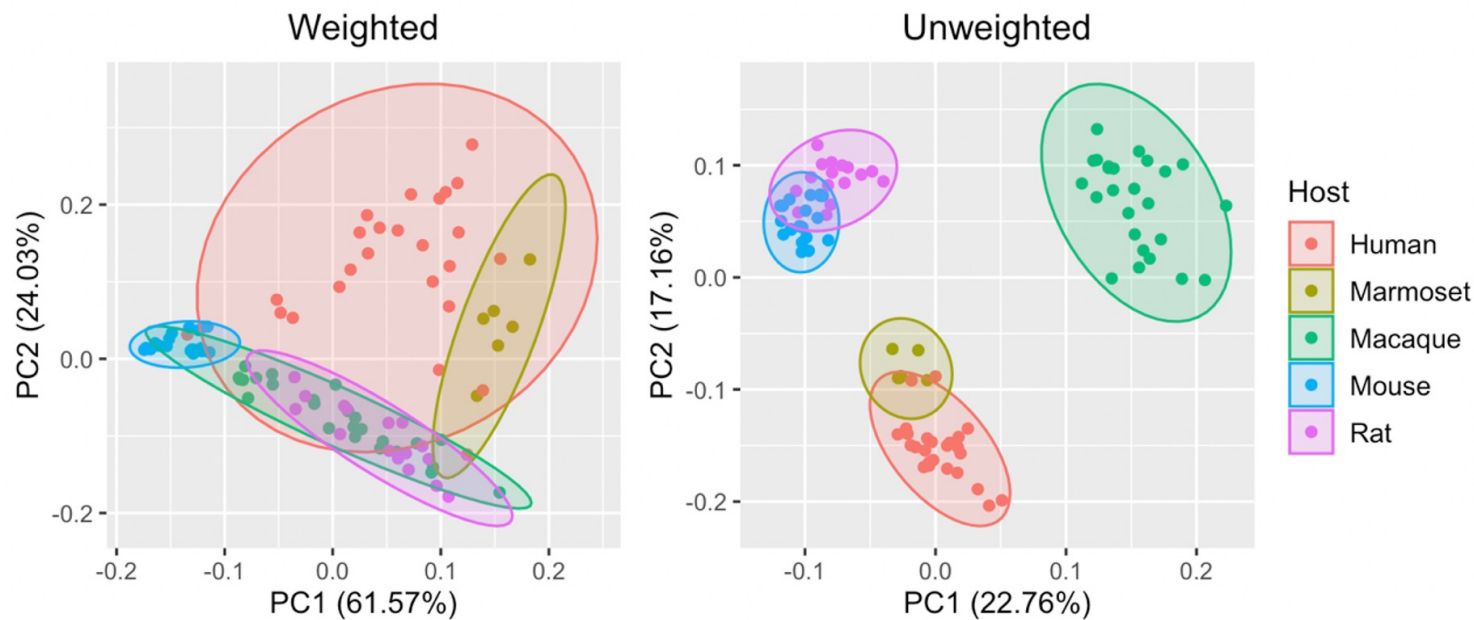 Weighted
Unweighted
PC2 (24.03%)
0.2
0.0
-0.2
-0.2
-0.1
0.0
0.1
0.2
PC1 (61.57%)
PC2 (17.16%)
0.1
0.0
-0.1
-0.2
-0.1
0.0
0.1
0.2
PC1 (22.76%)
Host
Human
Marmoset
Macaque
Mouse
Rat